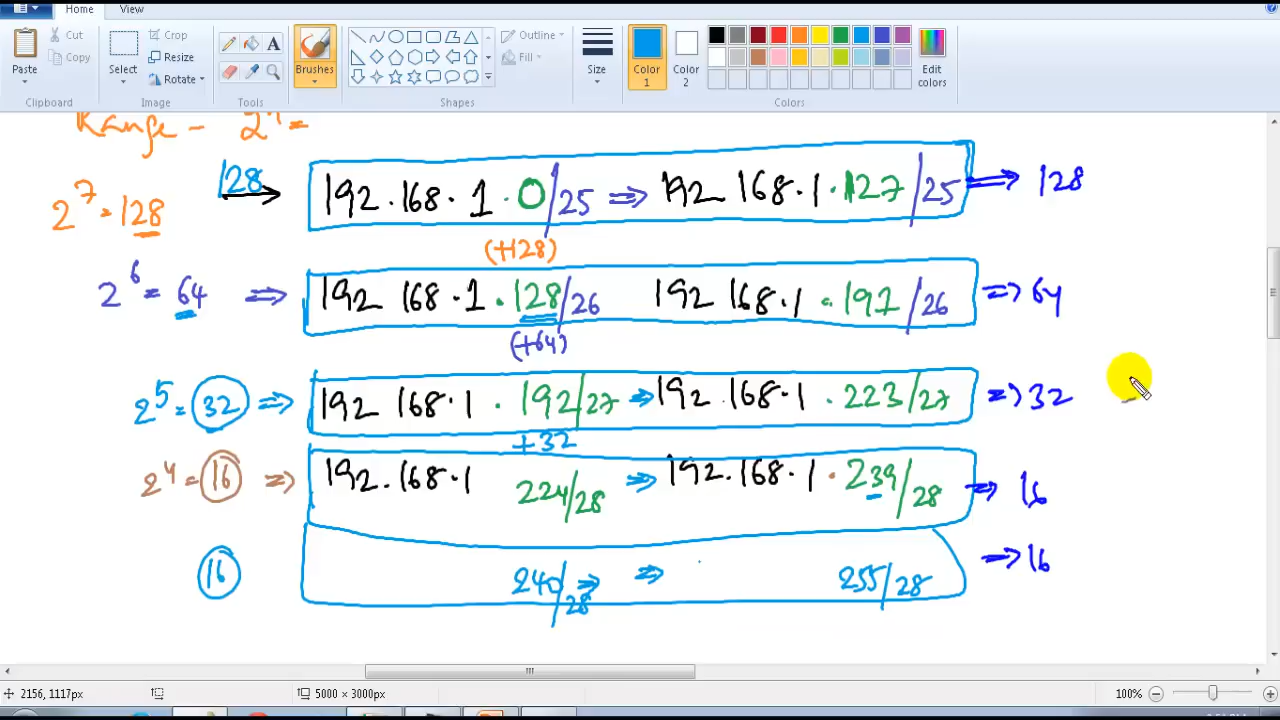 Home View
Paste
Cut
Copy
Clipboard
Select
Crop
Resize
Rotate
Image
A
Tools
Brushes
Shapes
Outline
Fill
Size
Color 1
Color 2
Edit colors
Colors
Range -
128 192.168.1.0/25 ⇒ 192 168.1.127/25 ⇒ 128
2^7=128
(+128)
2^6=64 ⇒ 192 168.1.128/26 192 168.1.191/26 ⇒ 64
(+64)
2^5=32 ⇒ 192 168.1.192/27 ⇒ 192.168.1.223/27 ⇒ 32
+32
2^4=16 ⇒ 192.168.1 224/28 ⇒ 192.168.1.239/28 ⇒ 16
16 240/28 ⇒ ⇒ 255/28 ⇒ 16
2156, 1117px 5000 × 3000px 100%